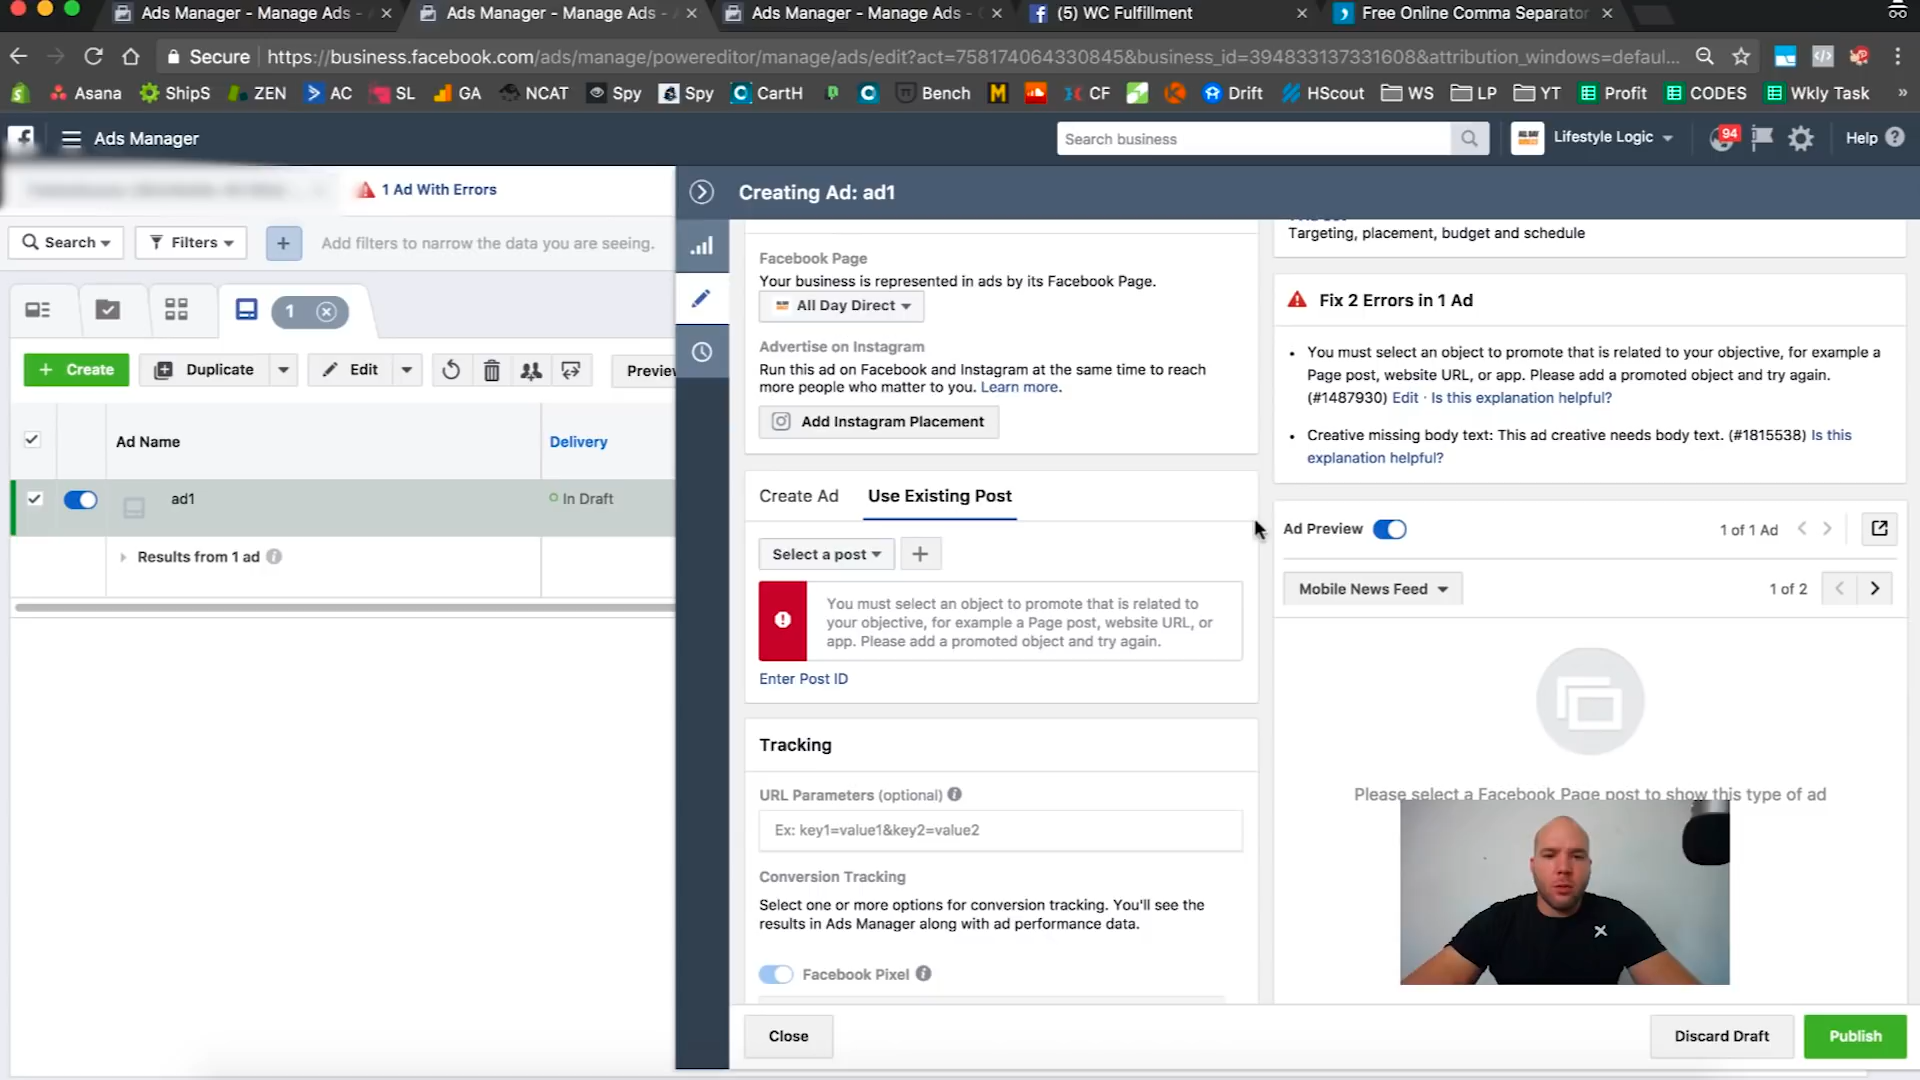 Ads Manager - Manage Ads -
Ads Manager - Manage Ads -
Ads Manager - Manage Ads -
(5) WC Fulfillment
Free Online Comma Separator
Secure
https://business.facebook.com/ads/manage/powereditor/manage/ads/edit?act=758174064330845&business_id=394833137331608&attribution_windows=defaul...
Asana
ShipS
ZEN
AC
SL
GA
NCAT
Spy
Spy
CartH
Bench
CF
Drift
HScout
WS
LP
YT
Profit
CODES
Wkly Task
»
Ads Manager
Search business
Lifestyle Logic
94
Help
1 Ad With Errors
Creating Ad: ad1
Search
Filters
Add filters to narrow the data you are seeing.
1
Create
Duplicate
Edit
Preview
Ad Name
Delivery
ad1
In Draft
Results from 1 ad
Facebook Page
Your business is represented in ads by its Facebook Page.
All Day Direct
Advertise on Instagram
Run this ad on Facebook and Instagram at the same time to reach
more people who matter to you. Learn more.
Add Instagram Placement
Create Ad
Use Existing Post
Select a post
You must select an object to promote that is related to
your objective, for example a Page post, website URL, or
app. Please add a promoted object and try again.
Enter Post ID
Tracking
URL Parameters (optional)
Ex: key1=value1&key2=value2
Conversion Tracking
Select one or more options for conversion tracking. You'll see the
results in Ads Manager along with ad performance data.
Facebook Pixel
Close
Targeting, placement, budget and schedule
Fix 2 Errors in 1 Ad
• You must select an object to promote that is related to your objective, for example a
Page post, website URL, or app. Please add a promoted object and try again.
(#1487930) Edit · Is this explanation helpful?
• Creative missing body text: This ad creative needs body text. (#1815538) Is this
explanation helpful?
Ad Preview
1 of 1 Ad
Mobile News Feed
1 of 2
Please select a Facebook Page post to show this type of ad
Discard Draft
Publish